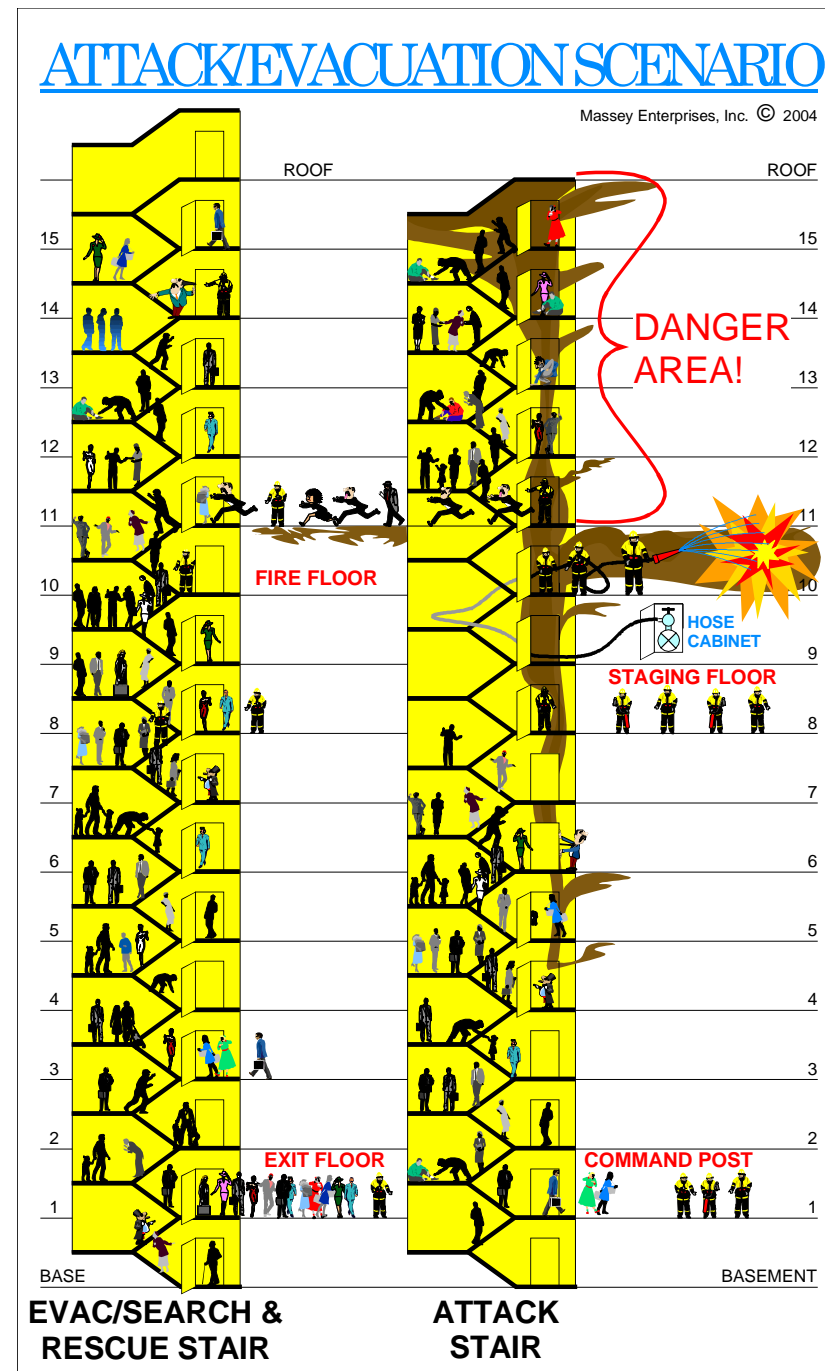 ATTACK/EVACUATION SCENARIO
Massey Enterprises, Inc. © 2004
ROOF ROOF
15 15
14 14
DANGER
AREA!
13 13
12 12
11 11
FIRE FLOOR
10 10
HOSE
CABINET
9 9
STAGING FLOOR
8 8
7 7
6 6
5 5
4 4
3 3
2 2
EXIT FLOOR COMMAND POST
1 1
BASE BASEMENT
EVAC/SEARCH &
RESCUE STAIR
ATTACK
STAIR